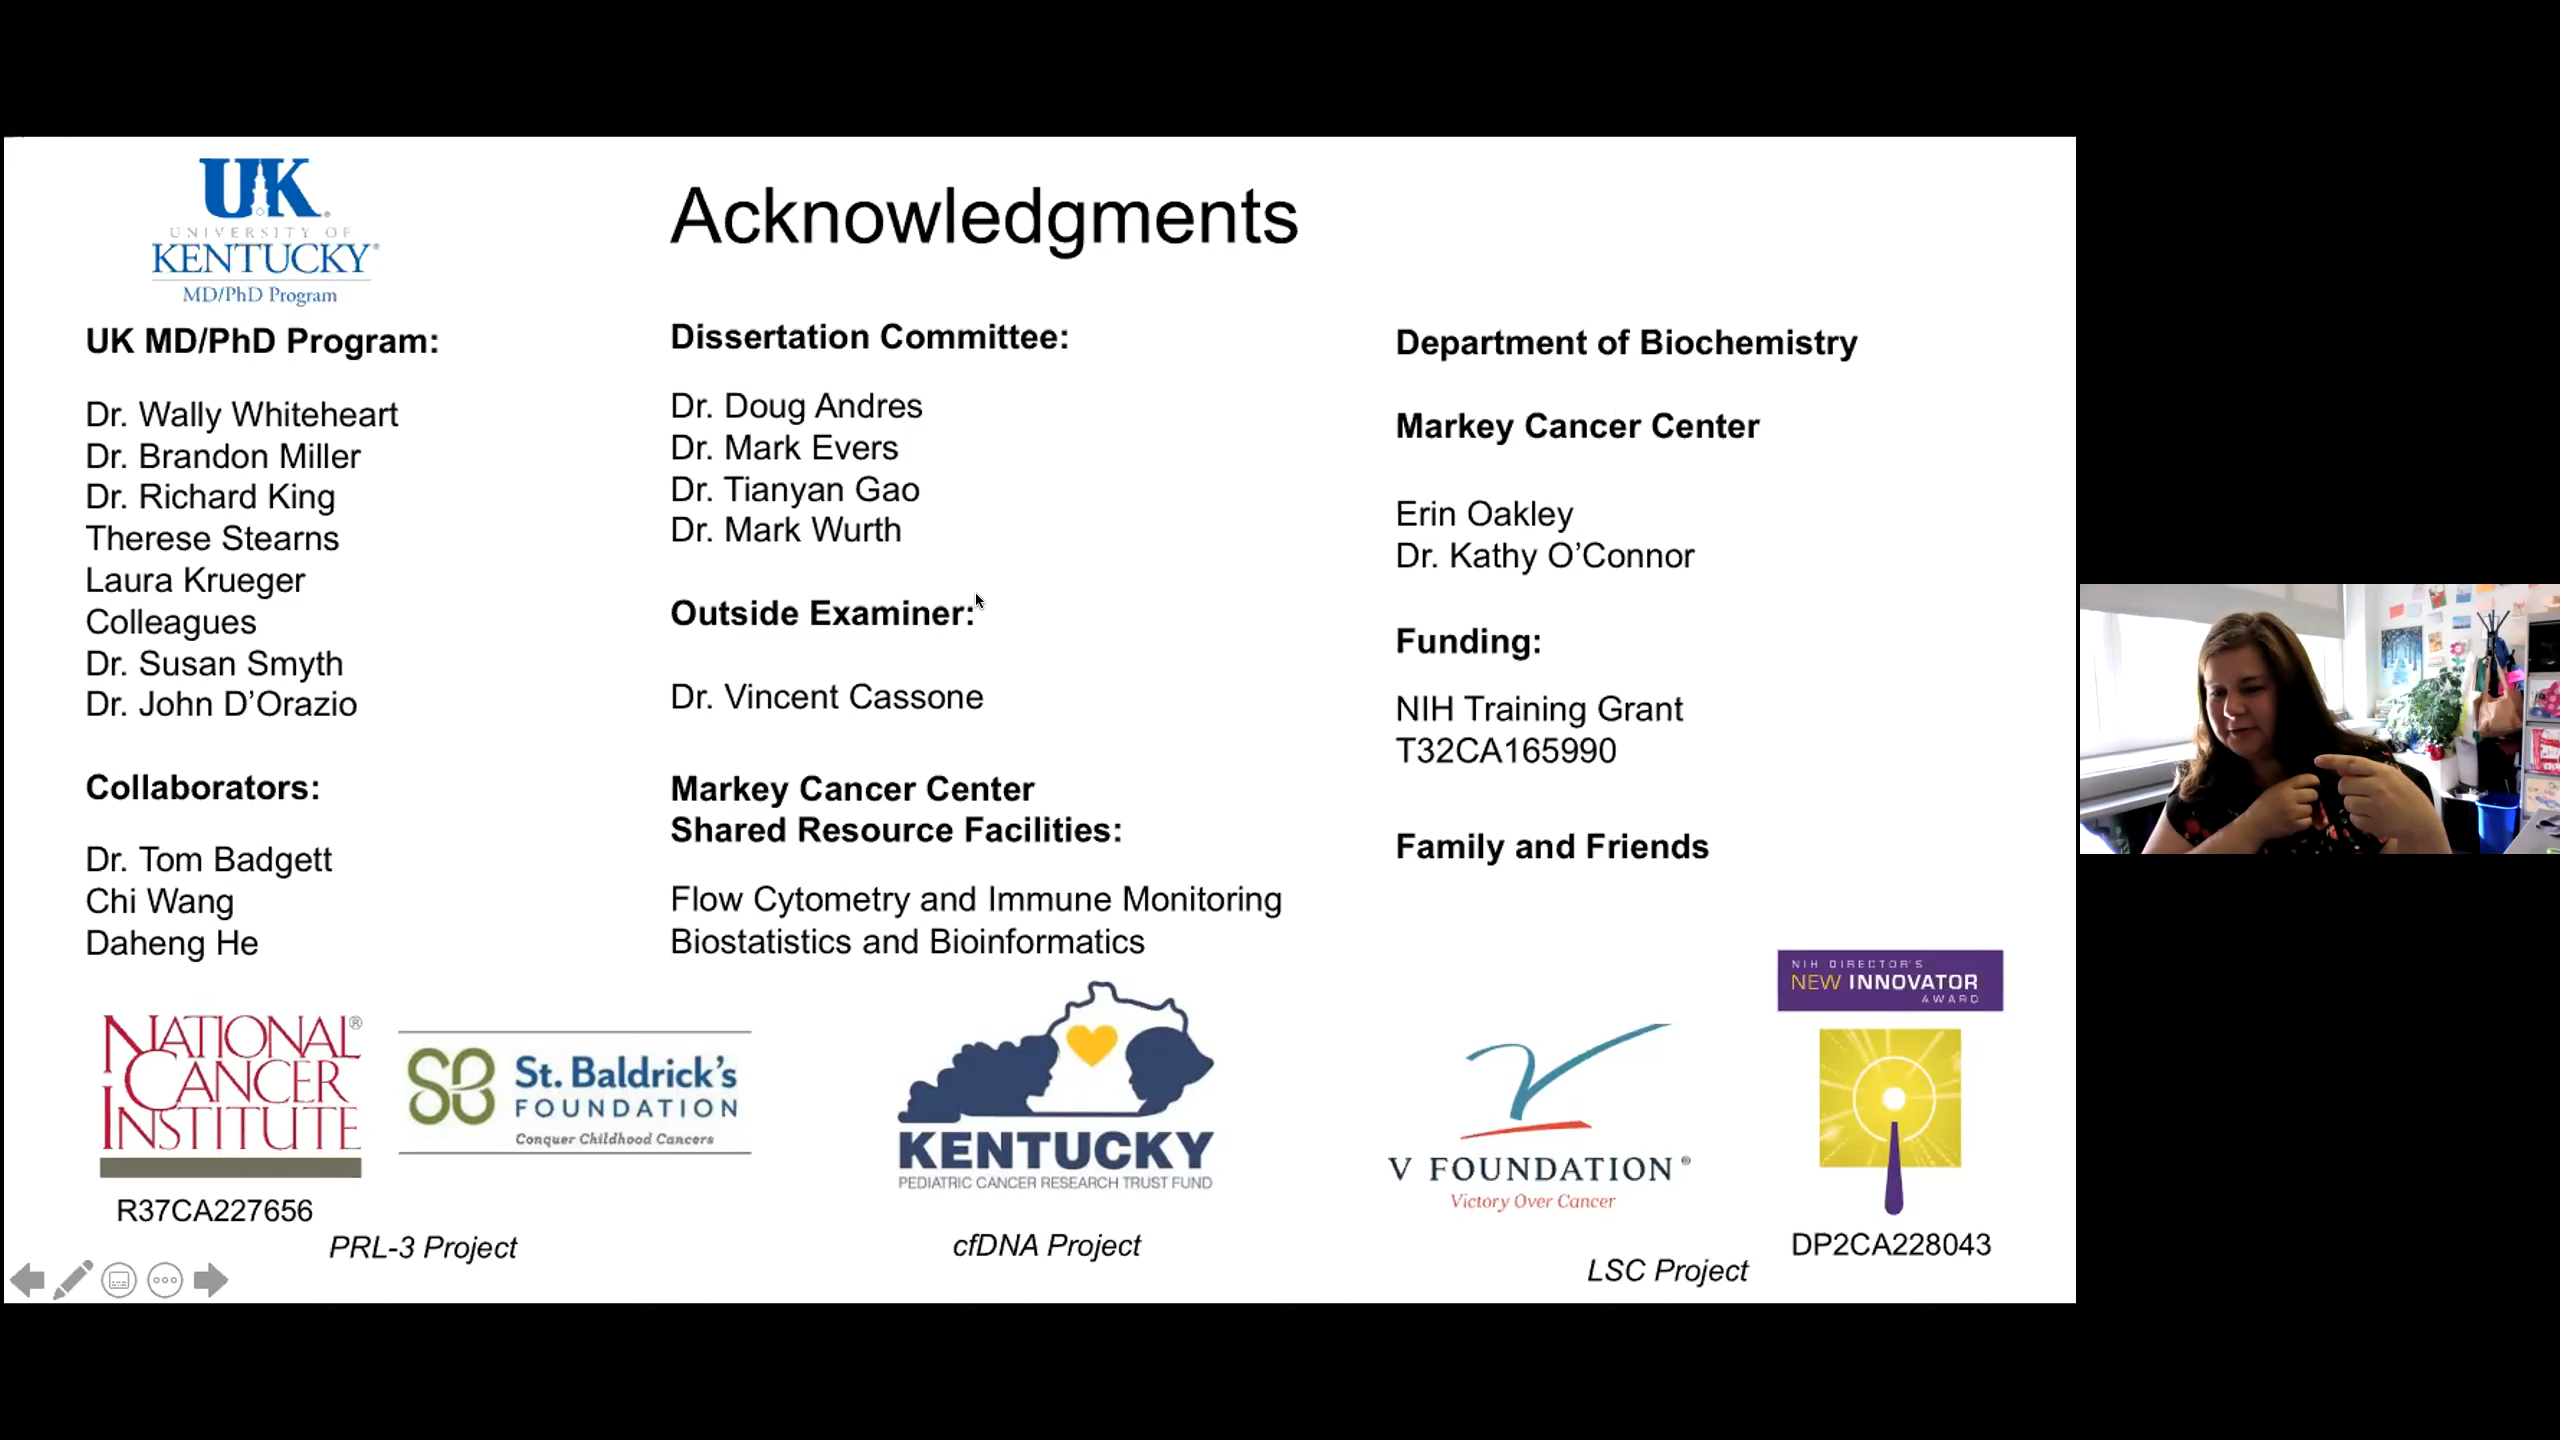 UK
UNIVERSITY OF
KENTUCKY®
MD/PhD Program
Acknowledgments
UK MD/PhD Program:
Dr. Wally Whiteheart
Dr. Brandon Miller
Dr. Richard King
Therese Stearns
Laura Krueger
Colleagues
Dr. Susan Smyth
Dr. John D’Orazio
Collaborators:
Dr. Tom Badgett
Chi Wang
Daheng He
Dissertation Committee:
Dr. Doug Andres
Dr. Mark Evers
Dr. Tianyan Gao
Dr. Mark Wurth
Outside Examiner:
Dr. Vincent Cassone
Markey Cancer Center
Shared Resource Facilities:
Flow Cytometry and Immune Monitoring
Biostatistics and Bioinformatics
Department of Biochemistry
Markey Cancer Center
Erin Oakley
Dr. Kathy O’Connor
Funding:
NIH Training Grant
T32CA165990
Family and Friends
NATIONAL®
CANCER
INSTITUTE
R37CA227656
St. Baldrick’s
FOUNDATION
Conquer Childhood Cancers
PRL-3 Project
KENTUCKY
PEDIATRIC CANCER RESEARCH TRUST FUND
cfDNA Project
V FOUNDATION®
Victory Over Cancer
NIH DIRECTOR'S
NEW INNOVATOR
AWARD
DP2CA228043
LSC Project